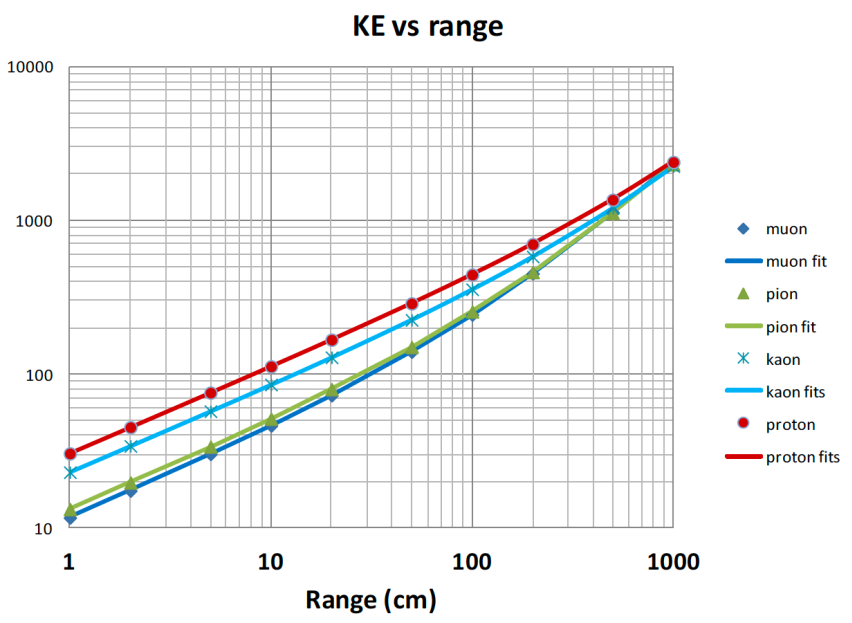 KE vs range
10000
1000
100
10
1
10
100
1000
Range (cm)
muon
muon fit
pion
pion fit
kaon
kaon fits
proton
proton fits